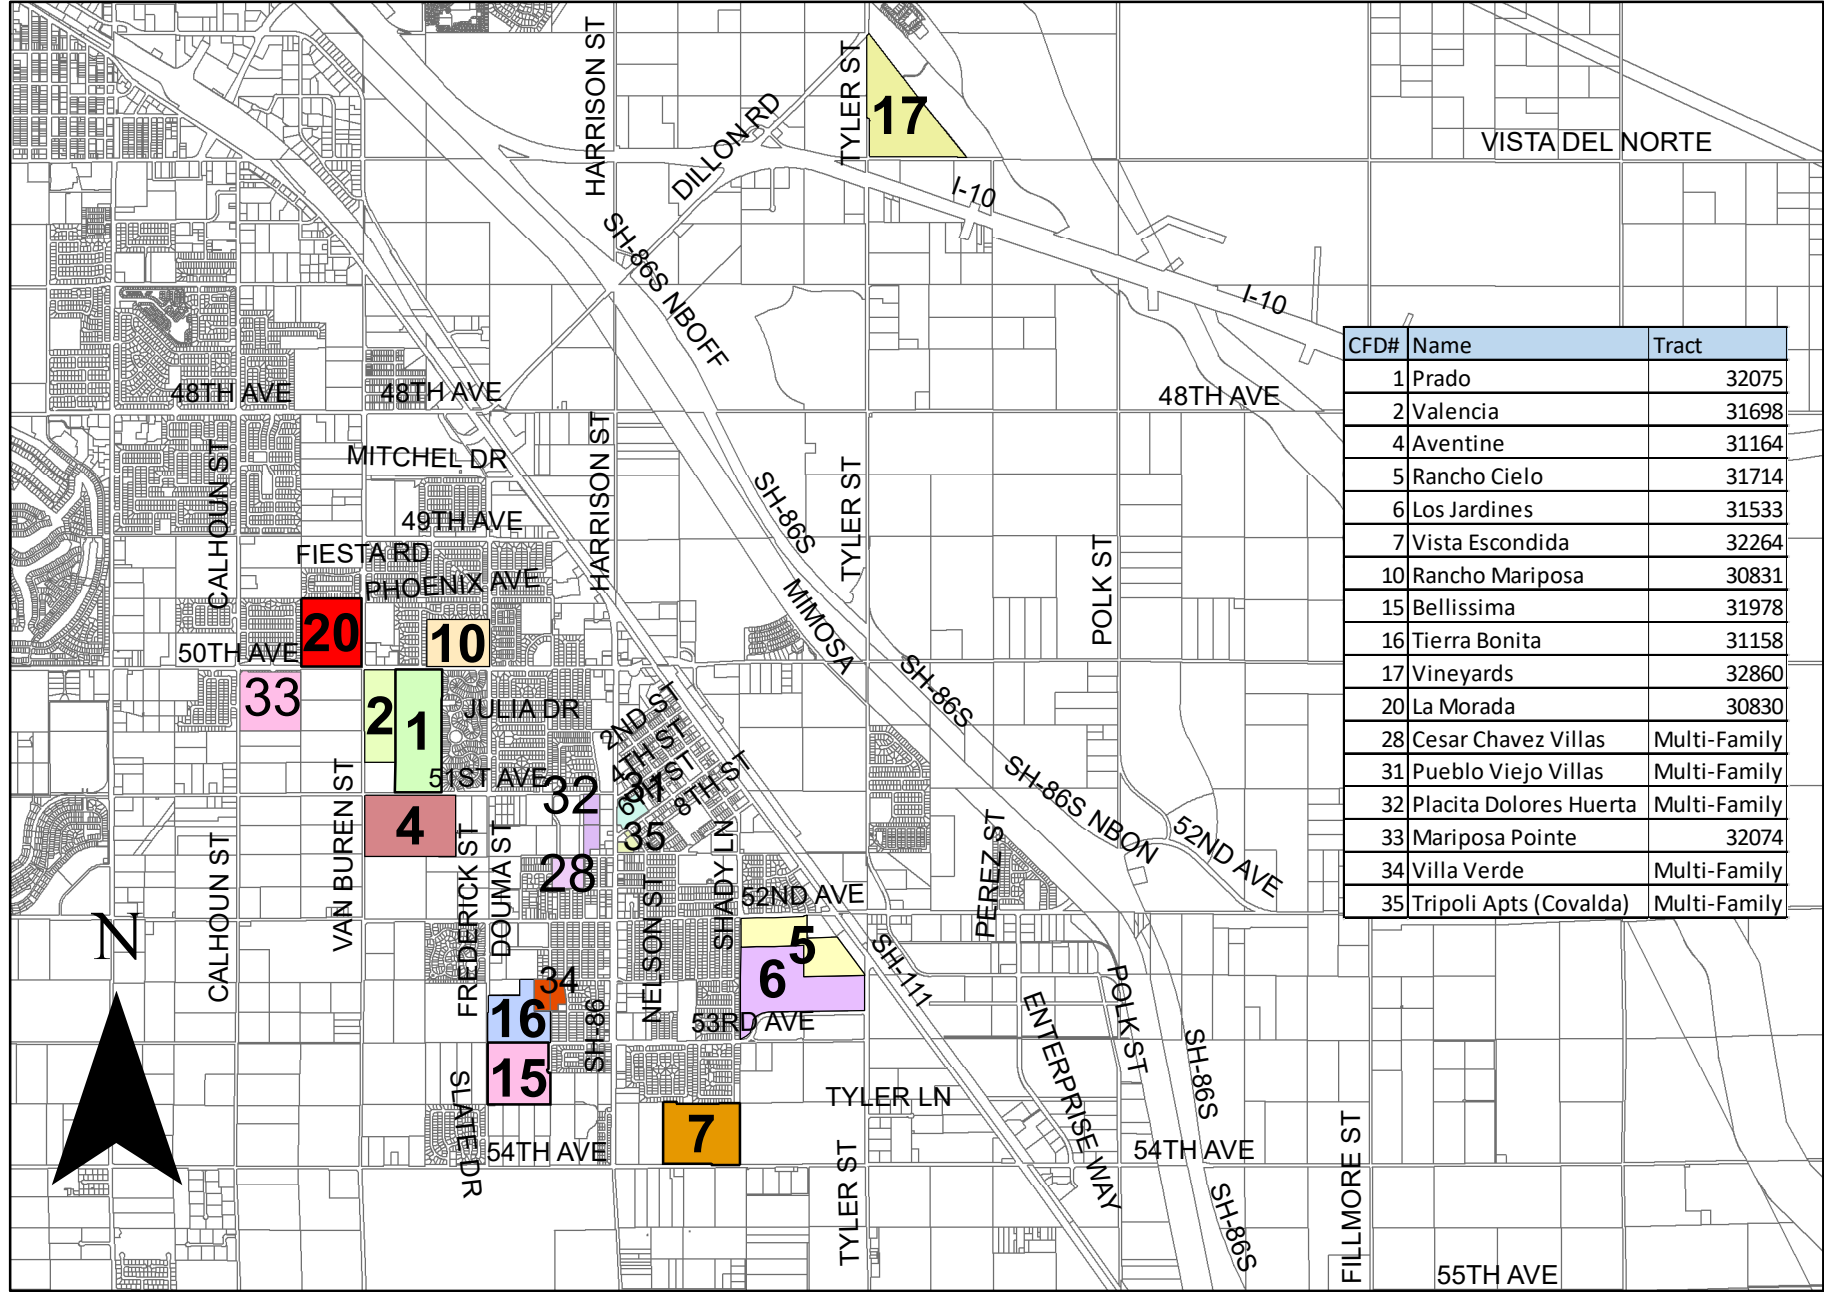 HARRISON ST
TYLER ST
17
DILLON RD
VISTA DEL NORTE
I-10
SH-86S NBOFF
I-10
48TH AVE
48TH AVE
48TH AVE
CFD# Name Tract
1 Prado 32075
2 Valencia 31698
4 Aventine 31164
5 Rancho Cielo 31714
6 Los Jardines 31533
7 Vista Escondida 32264
10 Rancho Mariposa 30831
15 Bellissima 31978
16 Tierra Bonita 31158
17 Vineyards 32860
20 La Morada 30830
28 Cesar Chavez Villas Multi-Family
31 Pueblo Viejo Villas Multi-Family
32 Placita Dolores Huerta Multi-Family
33 Mariposa Pointe 32074
34 Villa Verde Multi-Family
35 Tripoli Apts (Covalda) Multi-Family
CALHOUN ST
MITCHEL DR
HARRISON ST
SH-86S
TYLER ST
49TH AVE
FIESTA RD
PHOENIX AVE
MIMOSA
POLK ST
20
10
50TH AVE
SH-86S
33
2
1
JULIA DR
2ND ST
4TH ST
6TH ST
31
8TH ST
51ST AVE
32
SH-86S NBON
52ND AVE
VAN BUREN ST
4
35
CALHOUN ST
FREDERICK ST
DOUMA ST
28
NELSON ST
SHADY LN
52ND AVE
PEREZ ST
N
5
6
SH-111
34
16
53RD AVE
SH-86
15
ENTERPRISE WAY
POLK ST
SH-86S
SLATE DR
7
TYLER LN
54TH AVE
54TH AVE
TYLER ST
SH-86S
FILLMORE ST
55TH AVE